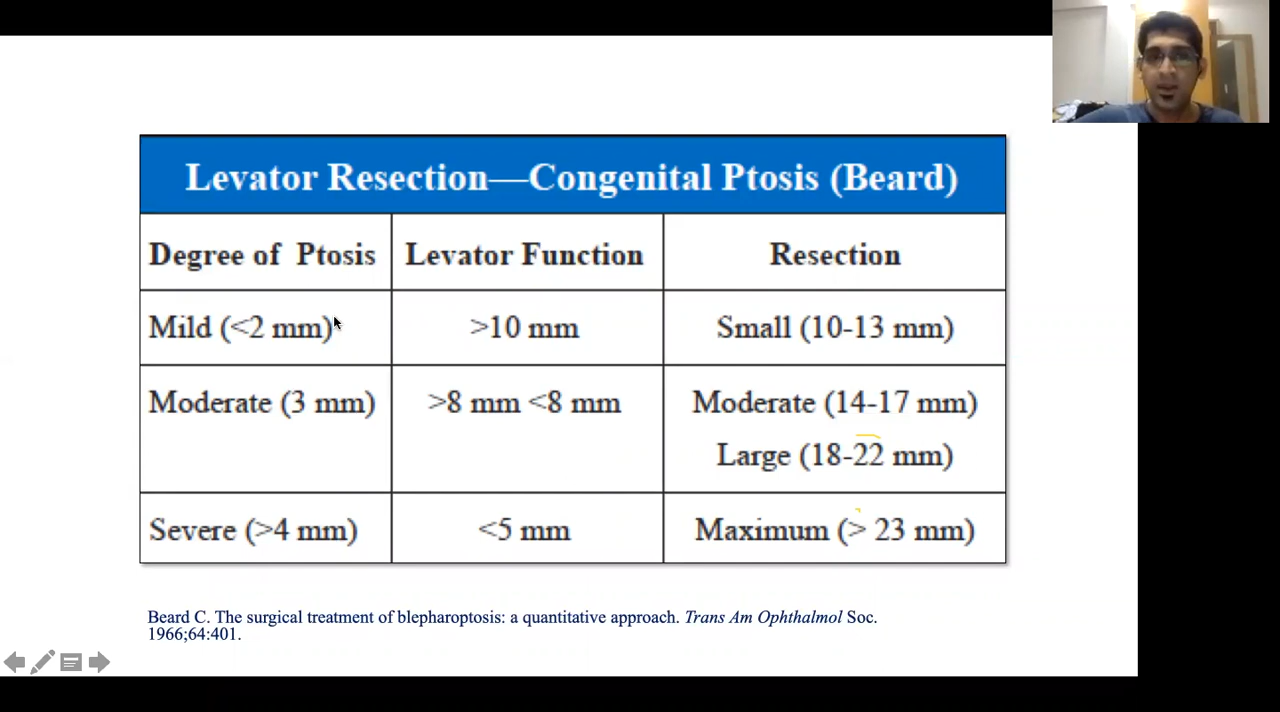 Levator Resection—Congenital Ptosis (Beard)
Degree of Ptosis Levator Function Resection
Mild (<2 mm) >10 mm Small (10-13 mm)
Moderate (3 mm) >8 mm <8 mm Moderate (14-17 mm)
Large (18-22 mm)
Severe (>4 mm) <5 mm Maximum (> 23 mm)
Beard C. The surgical treatment of blepharoptosis: a quantitative approach. Trans Am Ophthalmol Soc.
1966;64:401.